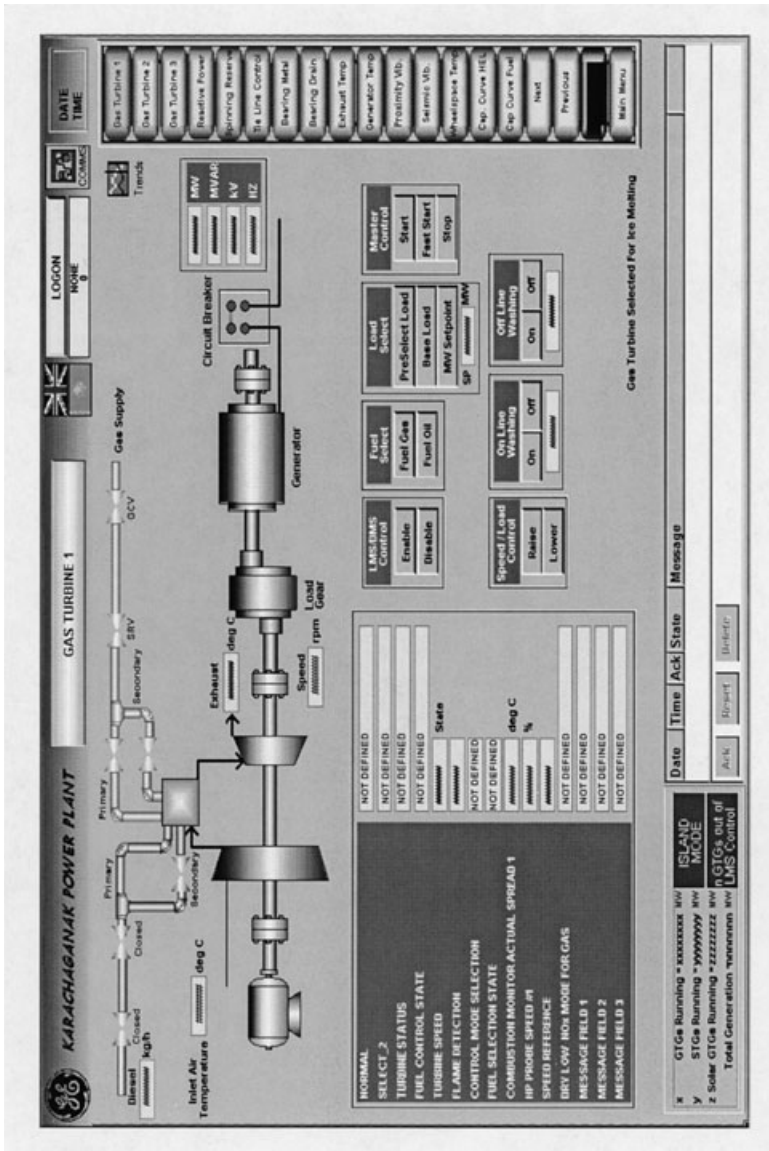 KARACHAGANAK POWER PLANT
GAS TURBINE 1
LOGON
NONE
0
COMMS
DATE
TIME
Diesel
kg/h
Closed
Closed
Primary
Secondary
Primary
Secondary
SRV
GCV
Gas Supply
Trends
Inlet Air
Temperature
deg C
Exhaust
deg C
Speed
rpm
Load
Gear
Generator
Circuit Breaker
MW
MVAR
kV
HZ
Gas Turbine 1
Gas Turbine 2
Gas Turbine 3
Reactive Power
Spinning Reserve
Tie Line Control
Bearing Metal
Bearing Drain
Exhaust Temp
Generator Temp
Proximity Vib.
Seismic Vib.
Wheelspace Temp
Cap. Curve HEL
Cap Curve Fuel
Next
Previous
Main Menu
NORMAL NOT DEFINED
SELECT_2 NOT DEFINED
TURBINE STATUS NOT DEFINED
FUEL CONTROL STATE NOT DEFINED
TURBINE SPEED ######
FLAME DETECTION ###### State
CONTROL MODE SELECTION NOT DEFINED
FUEL SELECTION STATE NOT DEFINED
COMBUSTION MONITOR ACTUAL SPREAD 1 ###### deg C
HP PROBE SPEED #1 ###### %
SPEED REFERENCE ######
DRY LOW NOx MODE FOR GAS NOT DEFINED
MESSAGE FIELD 1 NOT DEFINED
MESSAGE FIELD 2 NOT DEFINED
MESSAGE FIELD 3 NOT DEFINED
LMS/DMS
Control
Enable
Disable
Fuel
Select
Fuel Gas
Fuel Oil
Load
Select
PreSelect Load
Base Load
MW Setpoint
SP MW
Master
Control
Start
Fast Start
Stop
Speed / Load
Control
Raise
Lower
On Line
Washing
On Off
Off Line
Washing
On Off
Gas Turbine Selected For Ice Melting
x GTGs Running = xxxxxxxx MW
y STGs Running = yyyyyyyy MW
z Solar GTGs Running = zzzzzzzz MW
Total Generation = nnnnnnn MW
ISLAND
MODE
n GTGs out of
LMS Control
Date Time Ack State Message
Ack Reset Delete